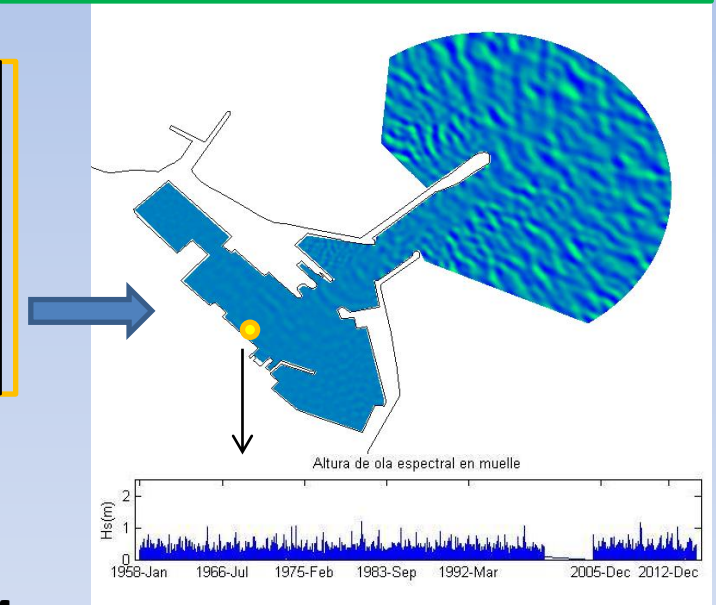 Altura de ola espectral en muelle
Hs(m)
2
1
0
1958-Jan 1966-Jul 1975-Feb 1983-Sep 1992-Mar 2005-Dec 2012-Dec